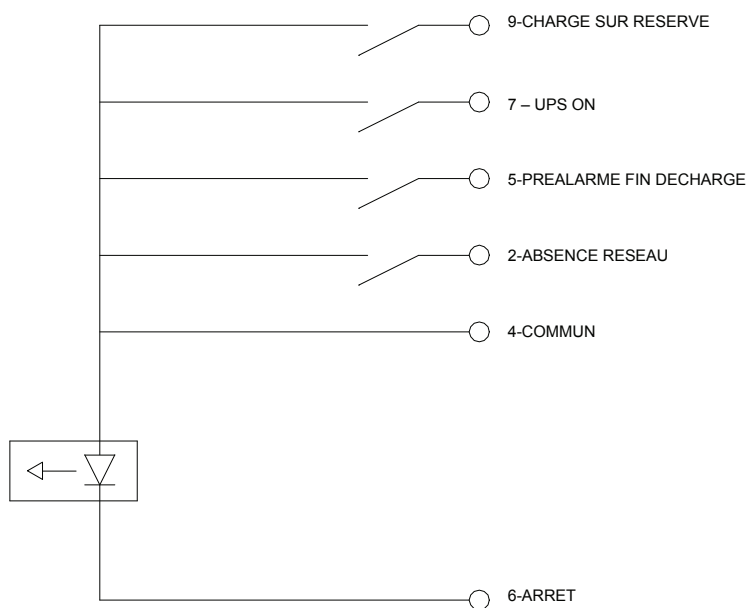 9-CHARGE SUR RESERVE
7 – UPS ON
5-PREALARME FIN DECHARGE
2-ABSENCE RESEAU
4-COMMUN
6-ARRET